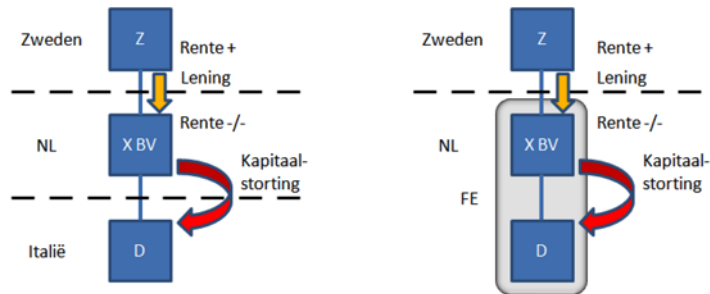 Zweden
Z
Rente +
Lening
NL
X BV
Rente -/-
Kapitaal-
storting
Italië
D
Zweden
Z
Rente +
Lening
NL
X BV
Rente -/-
Kapitaal-
storting
FE
D